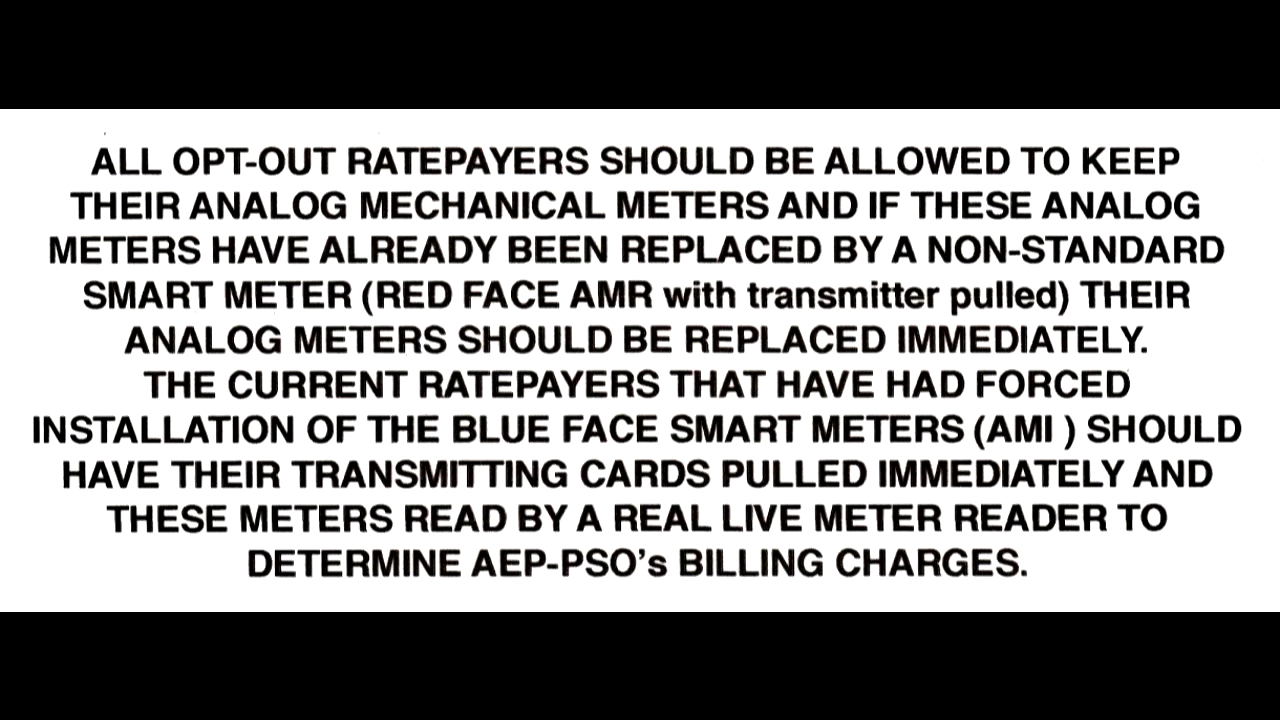 ALL OPT-OUT RATEPAYERS SHOULD BE ALLOWED TO KEEP
THEIR ANALOG MECHANICAL METERS AND IF THESE ANALOG
METERS HAVE ALREADY BEEN REPLACED BY A NON-STANDARD
SMART METER (RED FACE AMR with transmitter pulled) THEIR
ANALOG METERS SHOULD BE REPLACED IMMEDIATELY.
THE CURRENT RATEPAYERS THAT HAVE HAD FORCED
INSTALLATION OF THE BLUE FACE SMART METERS (AMI ) SHOULD
HAVE THEIR TRANSMITTING CARDS PULLED IMMEDIATELY AND
THESE METERS READ BY A REAL LIVE METER READER TO
DETERMINE AEP-PSO's BILLING CHARGES.